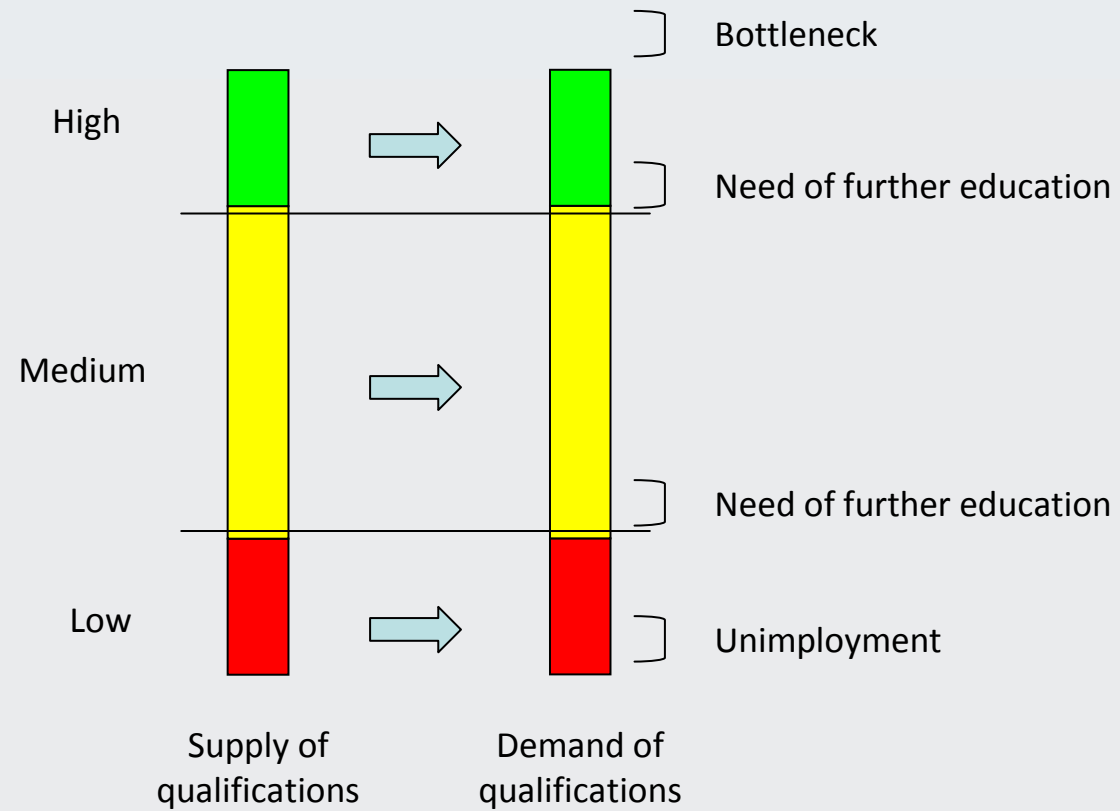 Bottleneck
High
Need of further education
Medium
Need of further education
Low
Unimployment
Supply of
qualifications
Demand of
qualifications